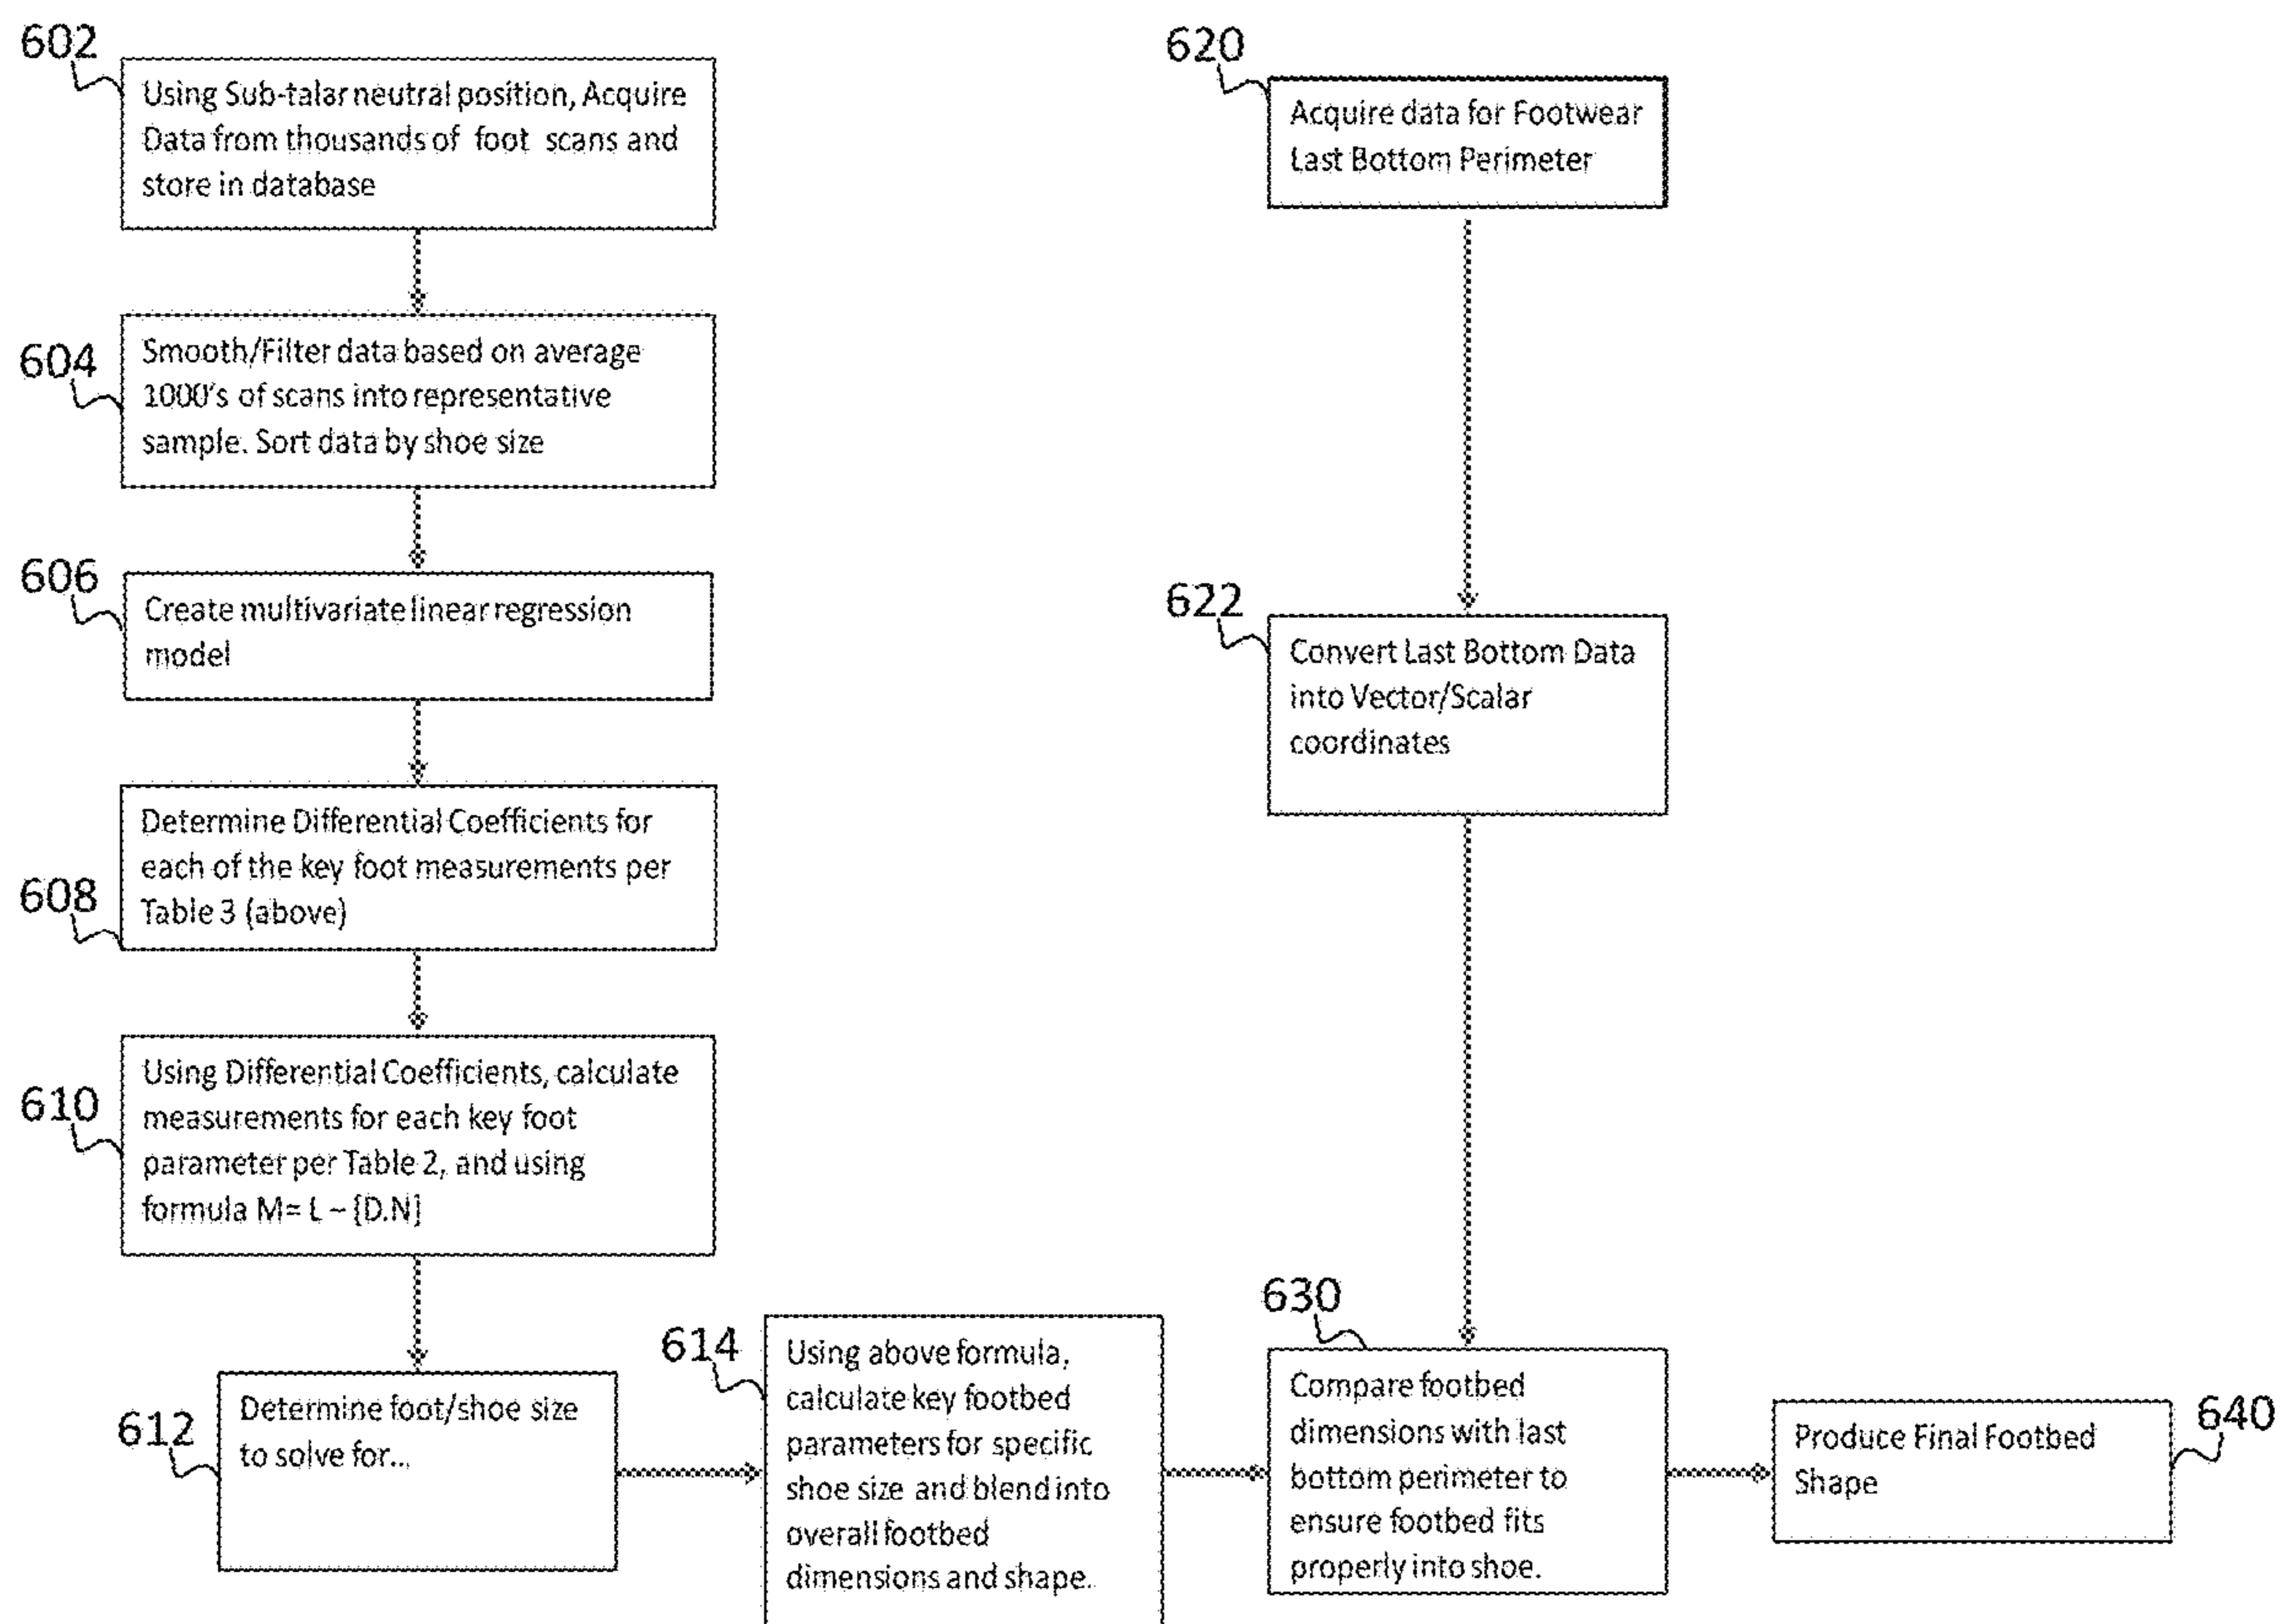 602
Using Sub-talar neutral position, Acquire
Data from thousands of foot scans and
store in database
604
Smooth/Filter data based on average
1000's of scans into representative
sample. Sort data by shoe size
606
Create multivariate linear regression
model
608
Determine Differential Coefficients for
each of the key foot measurements per
Table 3 (above)
610
Using Differential Coefficients, calculate
measurements for each key foot
parameter per Table 2, and using
formula M= L – [D.N]
612
Determine foot/shoe size
to solve for...
614
Using above formula,
calculate key footbed
parameters for specific
shoe size and blend into
overall footbed
dimensions and shape.
620
Acquire data for Footwear
Last Bottom Perimeter
622
Convert Last Bottom Data
into Vector/Scalar
coordinates
630
Compare footbed
dimensions with last
bottom perimeter to
ensure footbed fits
properly into shoe.
640
Produce Final Footbed
Shape